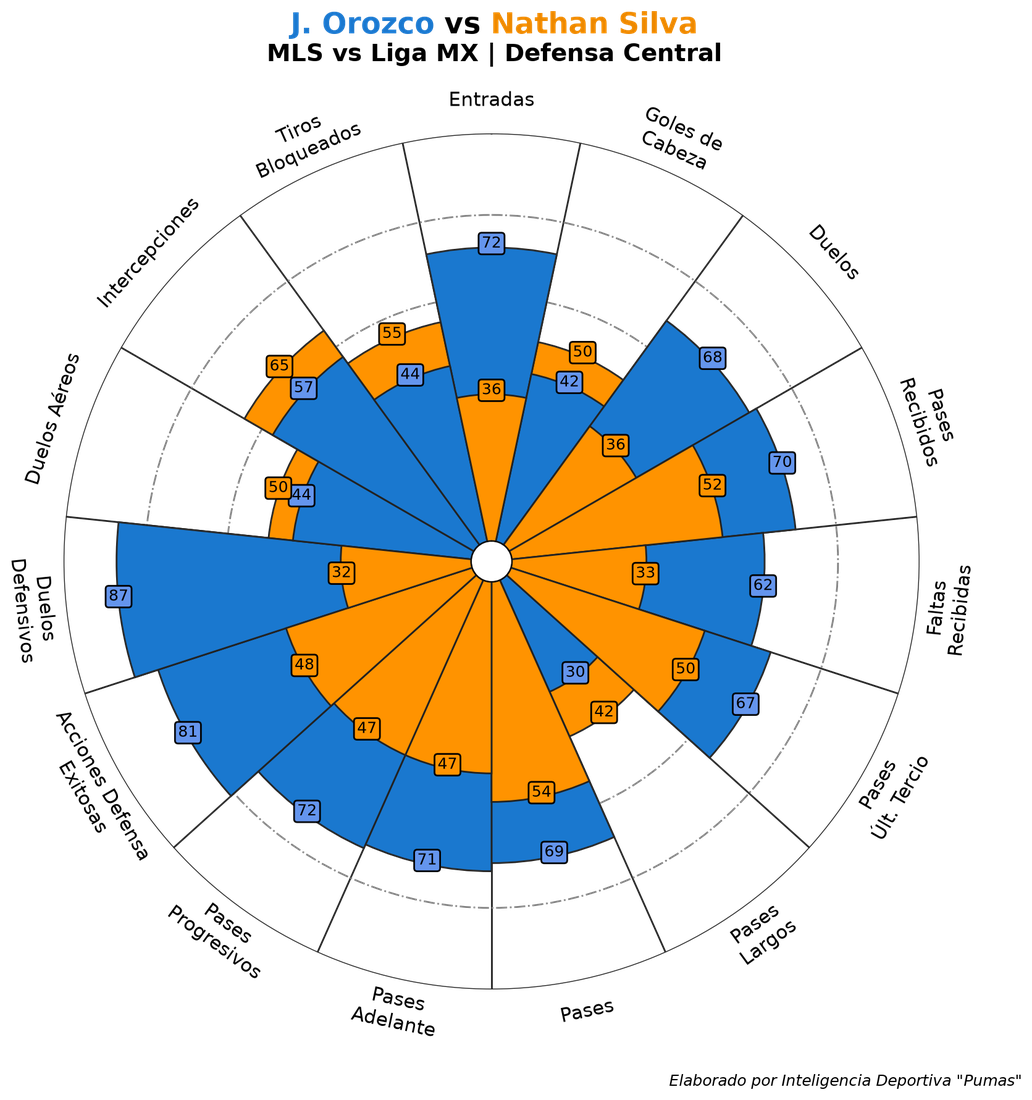 J. Orozco vs Nathan Silva
MLS vs Liga MX | Defensa Central
Entradas
72
36
Goles de
Cabeza
50
42
Duelos
68
36
Pases
Recibidos
70
52
Faltas
Recibidas
62
33
Pases
Últ. Tercio
67
50
Pases
Largos
30
42
Pases
54
69
Pases
Adelante
47
71
Pases
Progresivos
47
72
Acciones Defensa
Exitosas
48
81
Duelos
Defensivos
32
87
Duelos Aéreos
50
44
Intercepciones
65
57
Tiros
Bloqueados
55
44
Elaborado por Inteligencia Deportiva "Pumas"